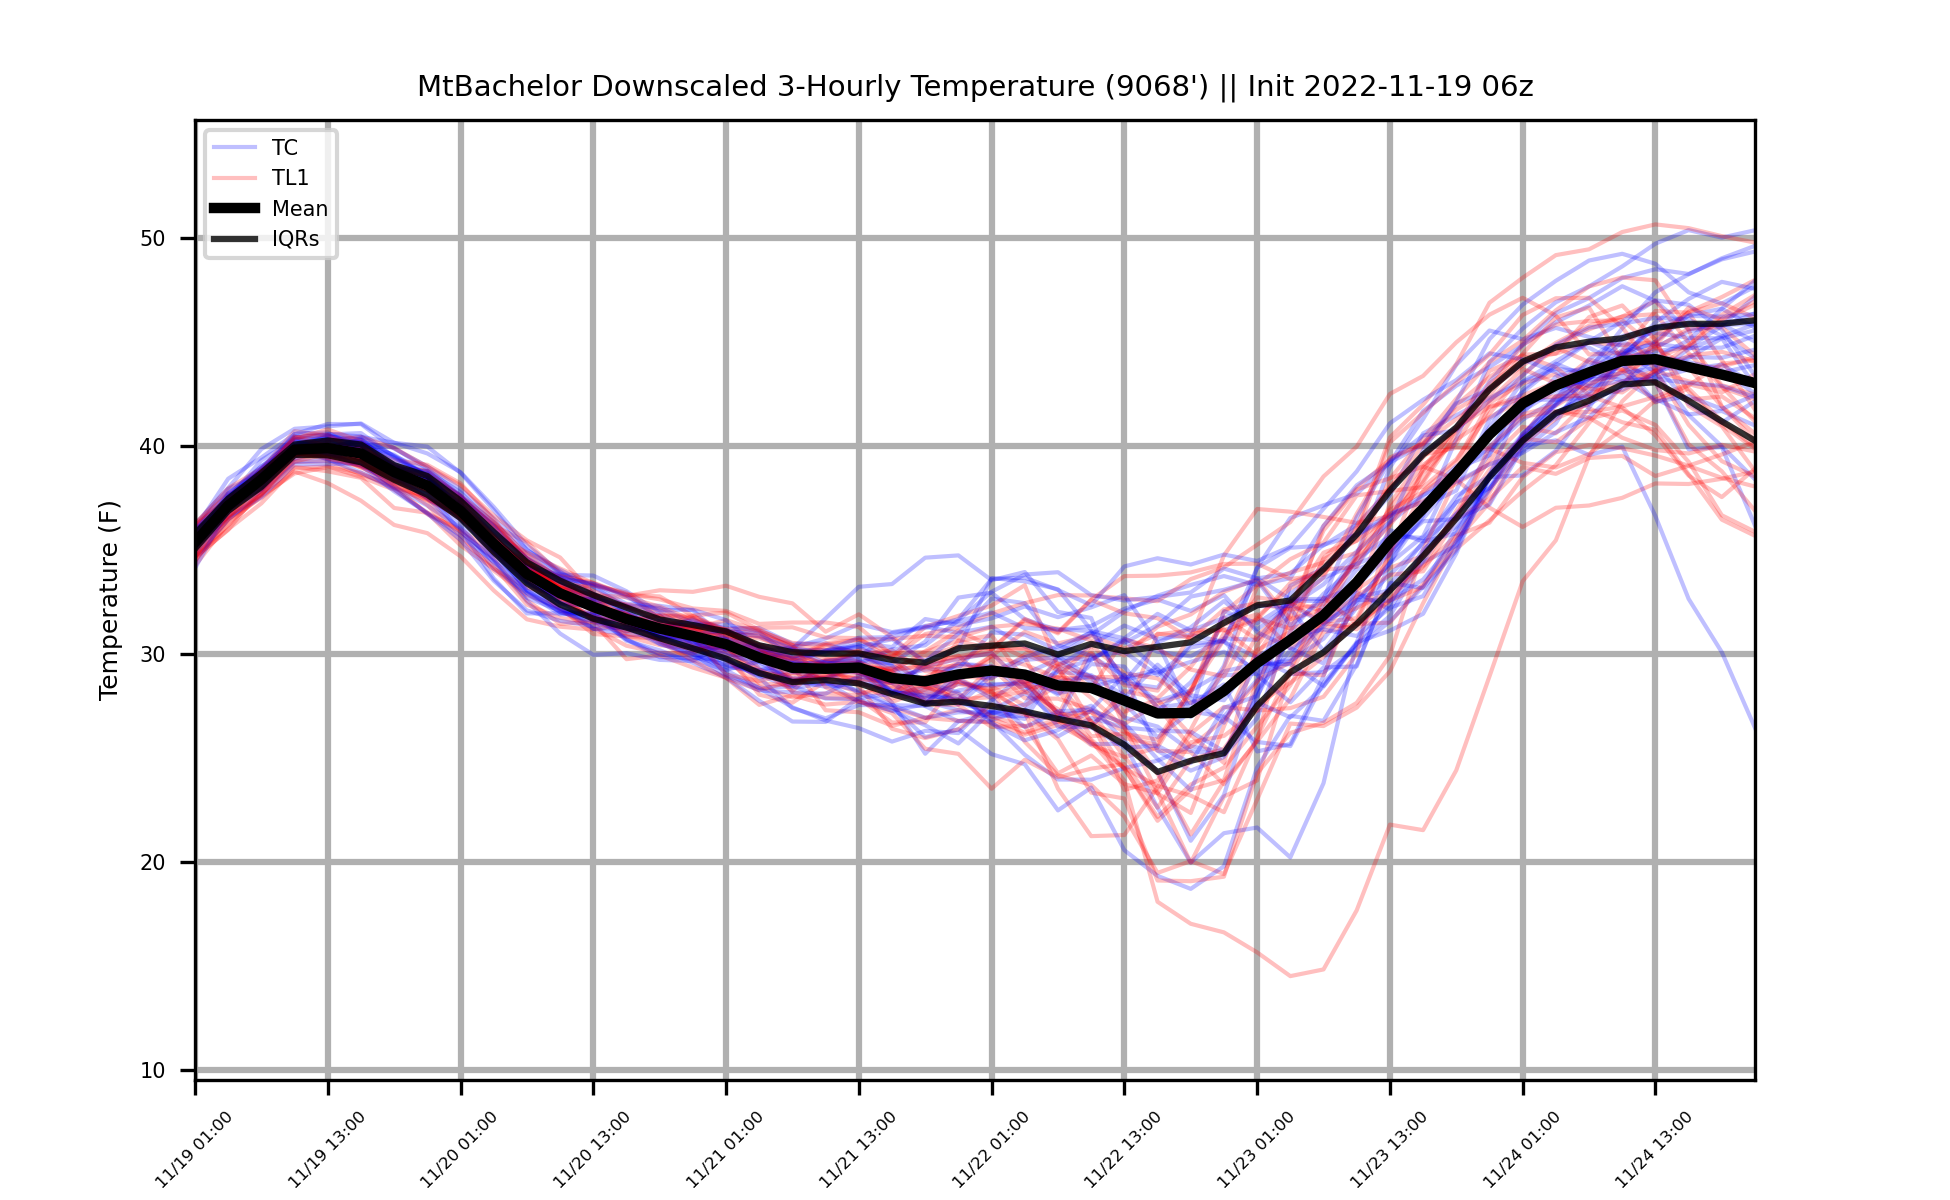 MtBachelor Downscaled 3-Hourly Temperature (9068') || Init 2022-11-19 06z
TC
TL1
Mean
IQRs
Temperature (F)
50
40
30
20
10
11/19 01:00
11/19 13:00
11/20 01:00
11/20 13:00
11/21 01:00
11/21 13:00
11/22 01:00
11/22 13:00
11/23 01:00
11/23 13:00
11/24 01:00
11/24 13:00